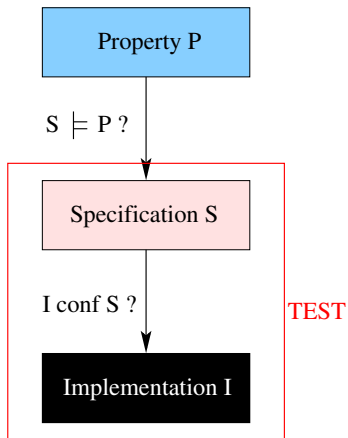 Property P
S ⊨ P ?
Specification S
I conf S ?
TEST
Implementation I